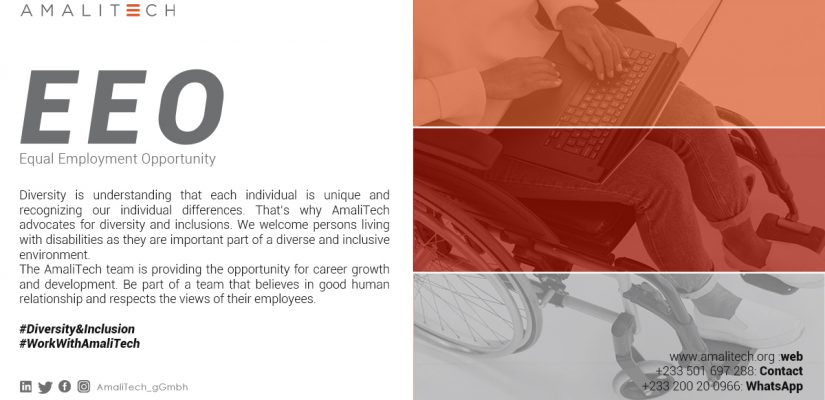 AMALITECH
EEO
Equal Employment Opportunity
Diversity is understanding that each individual is unique and
recognizing our individual differences. That's why AmaliTech
advocates for diversity and inclusions. We welcome persons living
with disabilities as they are important part of a diverse and inclusive
environment.
The AmaliTech team is providing the opportunity for career growth
and development. Be part of a team that believes in good human
relationship and respects the views of their employees.
#Diversity&Inclusion
#WorkWithAmaliTech
AmaliTech_gGmbh
www.amalitech.org :web
+233 501 697 288: Contact
+233 200 20 0966: WhatsApp